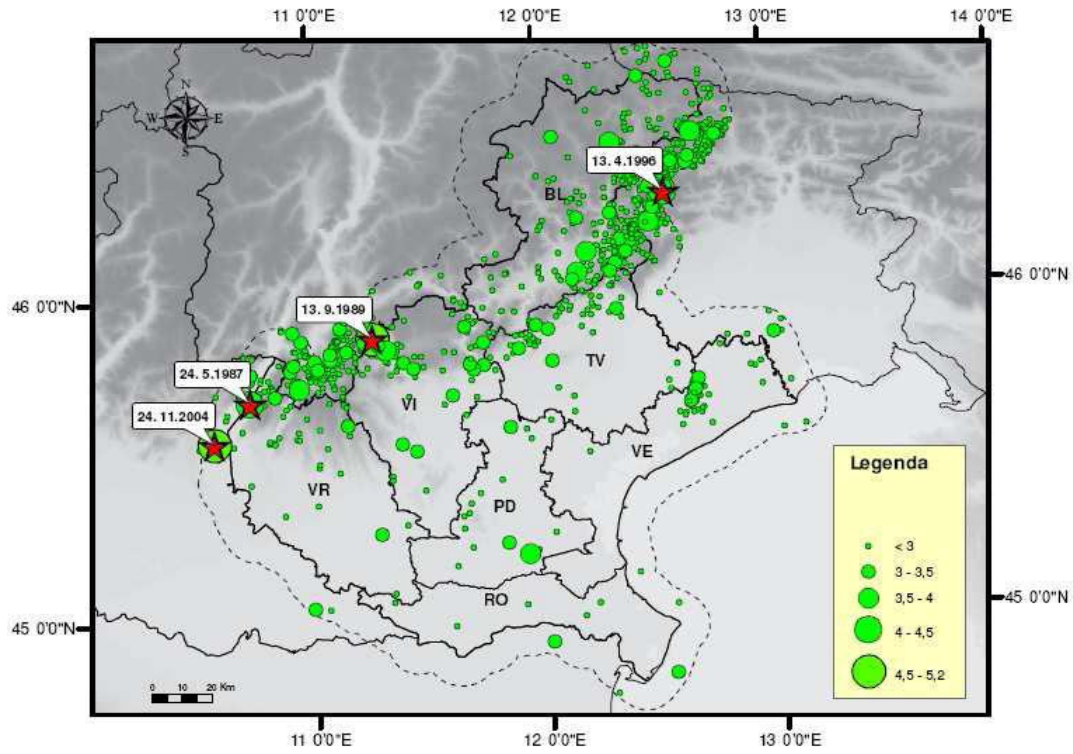 11 0'0"E 12 0'0"E 13 0'0"E 14 0'0"E
N
W E
S
13. 4.1996
BL
46 0'0"N
46 0'0"N
13. 9.1989
TV
24. 5.1987
VI
24. 11.2004
VE
VR
PD
RO
45 0'0"N
45 0'0"N
Legenda
< 3
3 - 3,5
3,5 - 4
4 - 4,5
4,5 - 5,2
0 10 20 Km
11 0'0"E 12 0'0"E 13 0'0"E